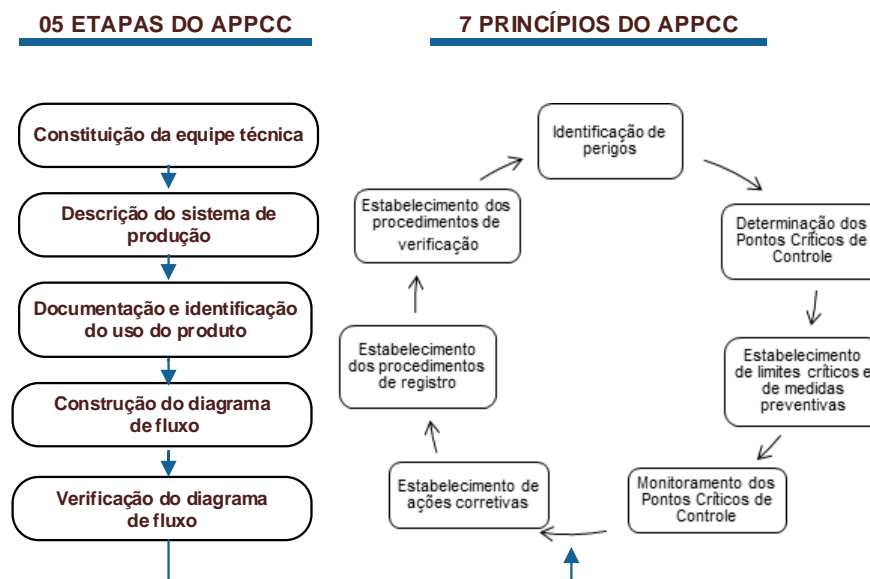 05 ETAPAS DO APPCC
Constituição da equipe técnica
Descrição do sistema de
produção
Documentação e identificação
do uso do produto
Construção do diagrama
de fluxo
Verificação do diagrama
de fluxo
7 PRINCÍPIOS DO APPCC
Identificação de
perigos
Determinação dos
Pontos Críticos de
Controle
Estabelecimento
de limites críticos e
de medidas
preventivas
Monitoramento dos
Pontos Críticos de
Controle
Estabelecimento de
ações corretivas
Estabelecimento
dos procedimentos
de registro
Estabelecimento dos
procedimentos de
verificação